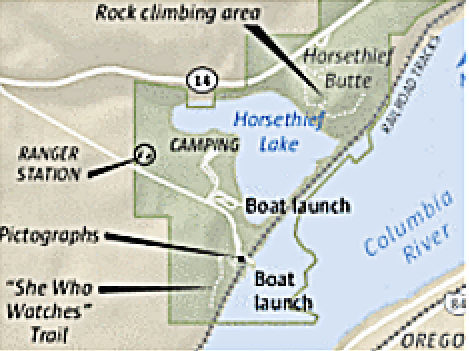 Rock climbing area
Horsethief
Butte
14
RAILROAD TRACKS
Horsethief
Lake
CAMPING
RANGER
STATION
Boat launch
Columbia
River
Pictographs
Boat
launch
"She Who
Watches"
Trail
84
OREGO